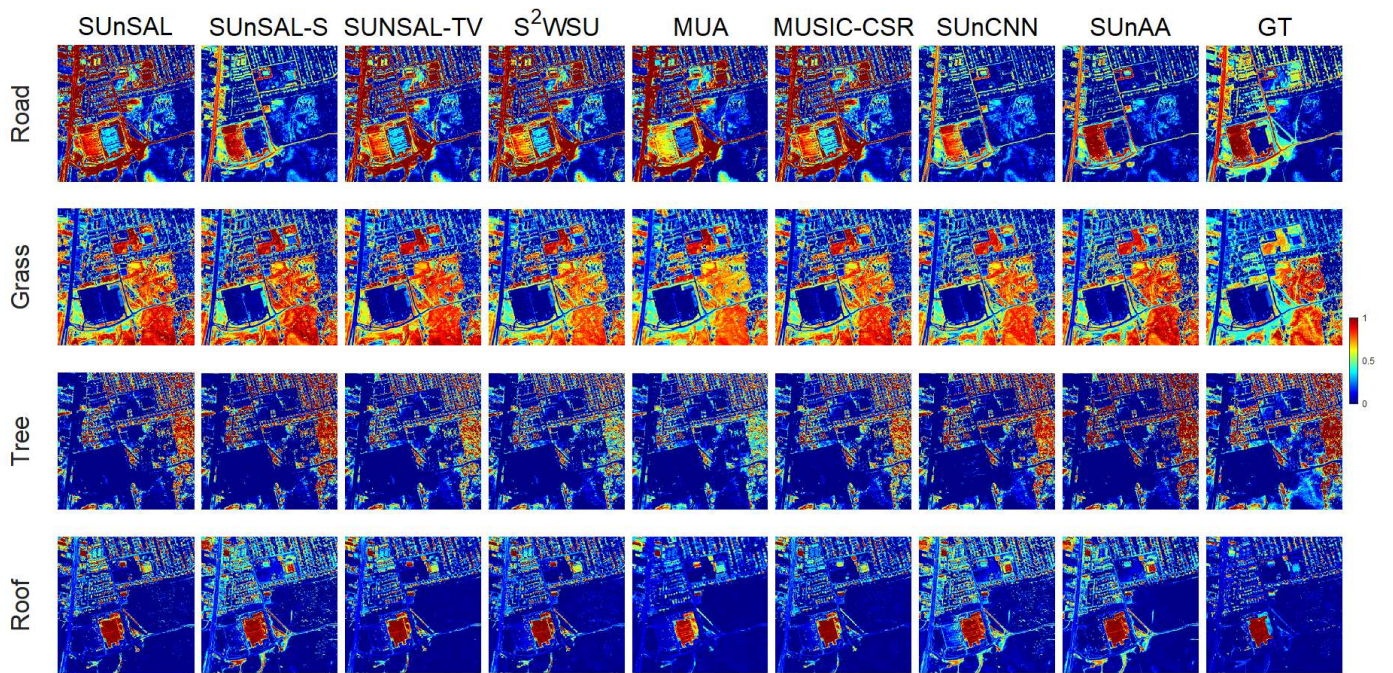 SUnSAL SUnSAL-S SUNSAL-TV S²WSU MUA MUSIC-CSR SUnCNN SUnAA GT
Road
Grass
1
0.5
0
Tree
Roof